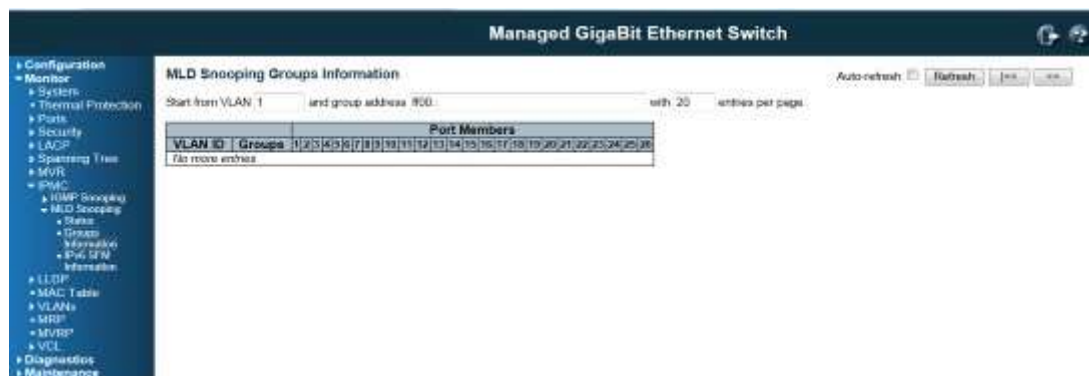 Managed GigaBit Ethernet Switch
Configuration
Monitor
System
Thermal Protection
Ports
Security
LACP
Spanning Tree
MVR
IPMC
IGMP Snooping
MLD Snooping
Status
Groups
Information
IPv6 SFM
Information
LLDP
MAC Table
VLANs
MRP
MVRP
VCL
Diagnostics
Maintenance
MLD Snooping Groups Information
Auto-refresh Refresh |<< >>
Start from VLAN 1 and group address ff00:: with 20 entries per page.
Port Members
VLAN ID Groups 1 2 3 4 5 6 7 8 9 10 11 12 13 14 15 16 17 18 19 20 21 22 23 24 25 26
No more entries